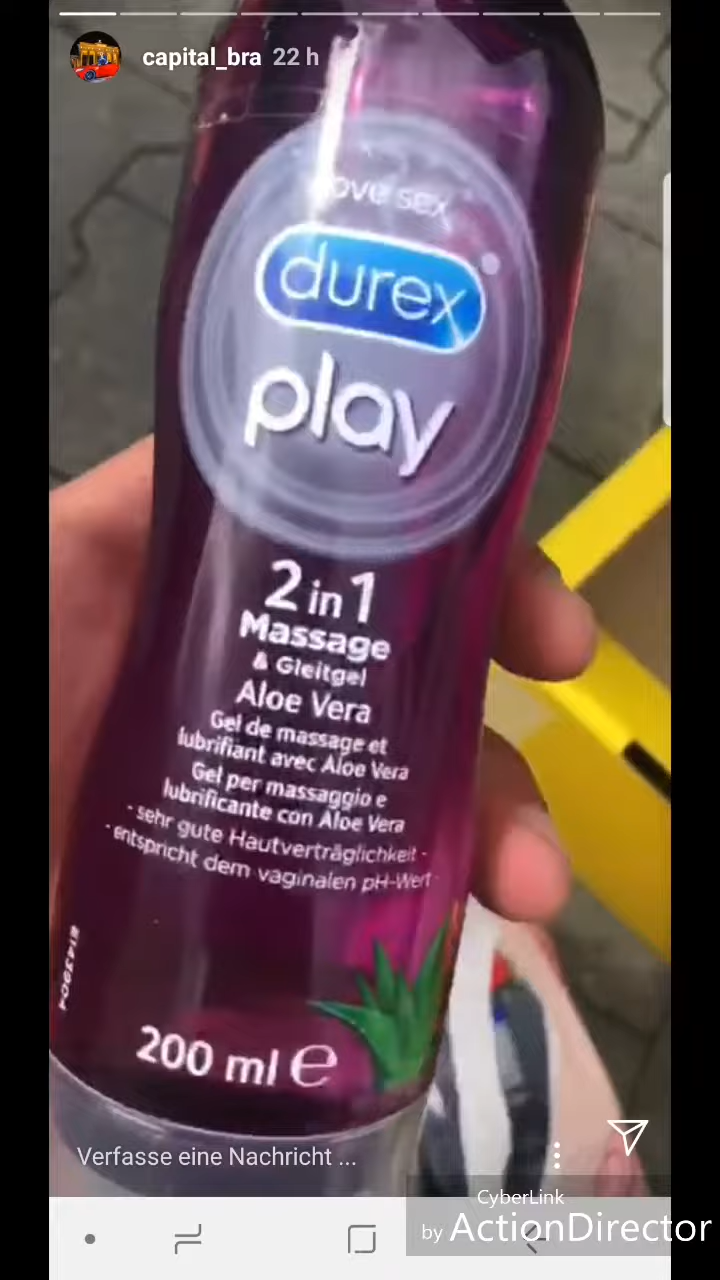 capital_bra 22 h
love sex
durex
play
2 in 1
Massage
& Gleitgel
Aloe Vera
Gel de massage et
lubrifiant avec Aloe Vera
Gel per massaggio e
lubrificante con Aloe Vera
- sehr gute Hautverträglichkeit -
- entspricht dem vaginalen pH-Wert -
200 ml e
Verfasse eine Nachricht ...
CyberLink
by ActionDirector